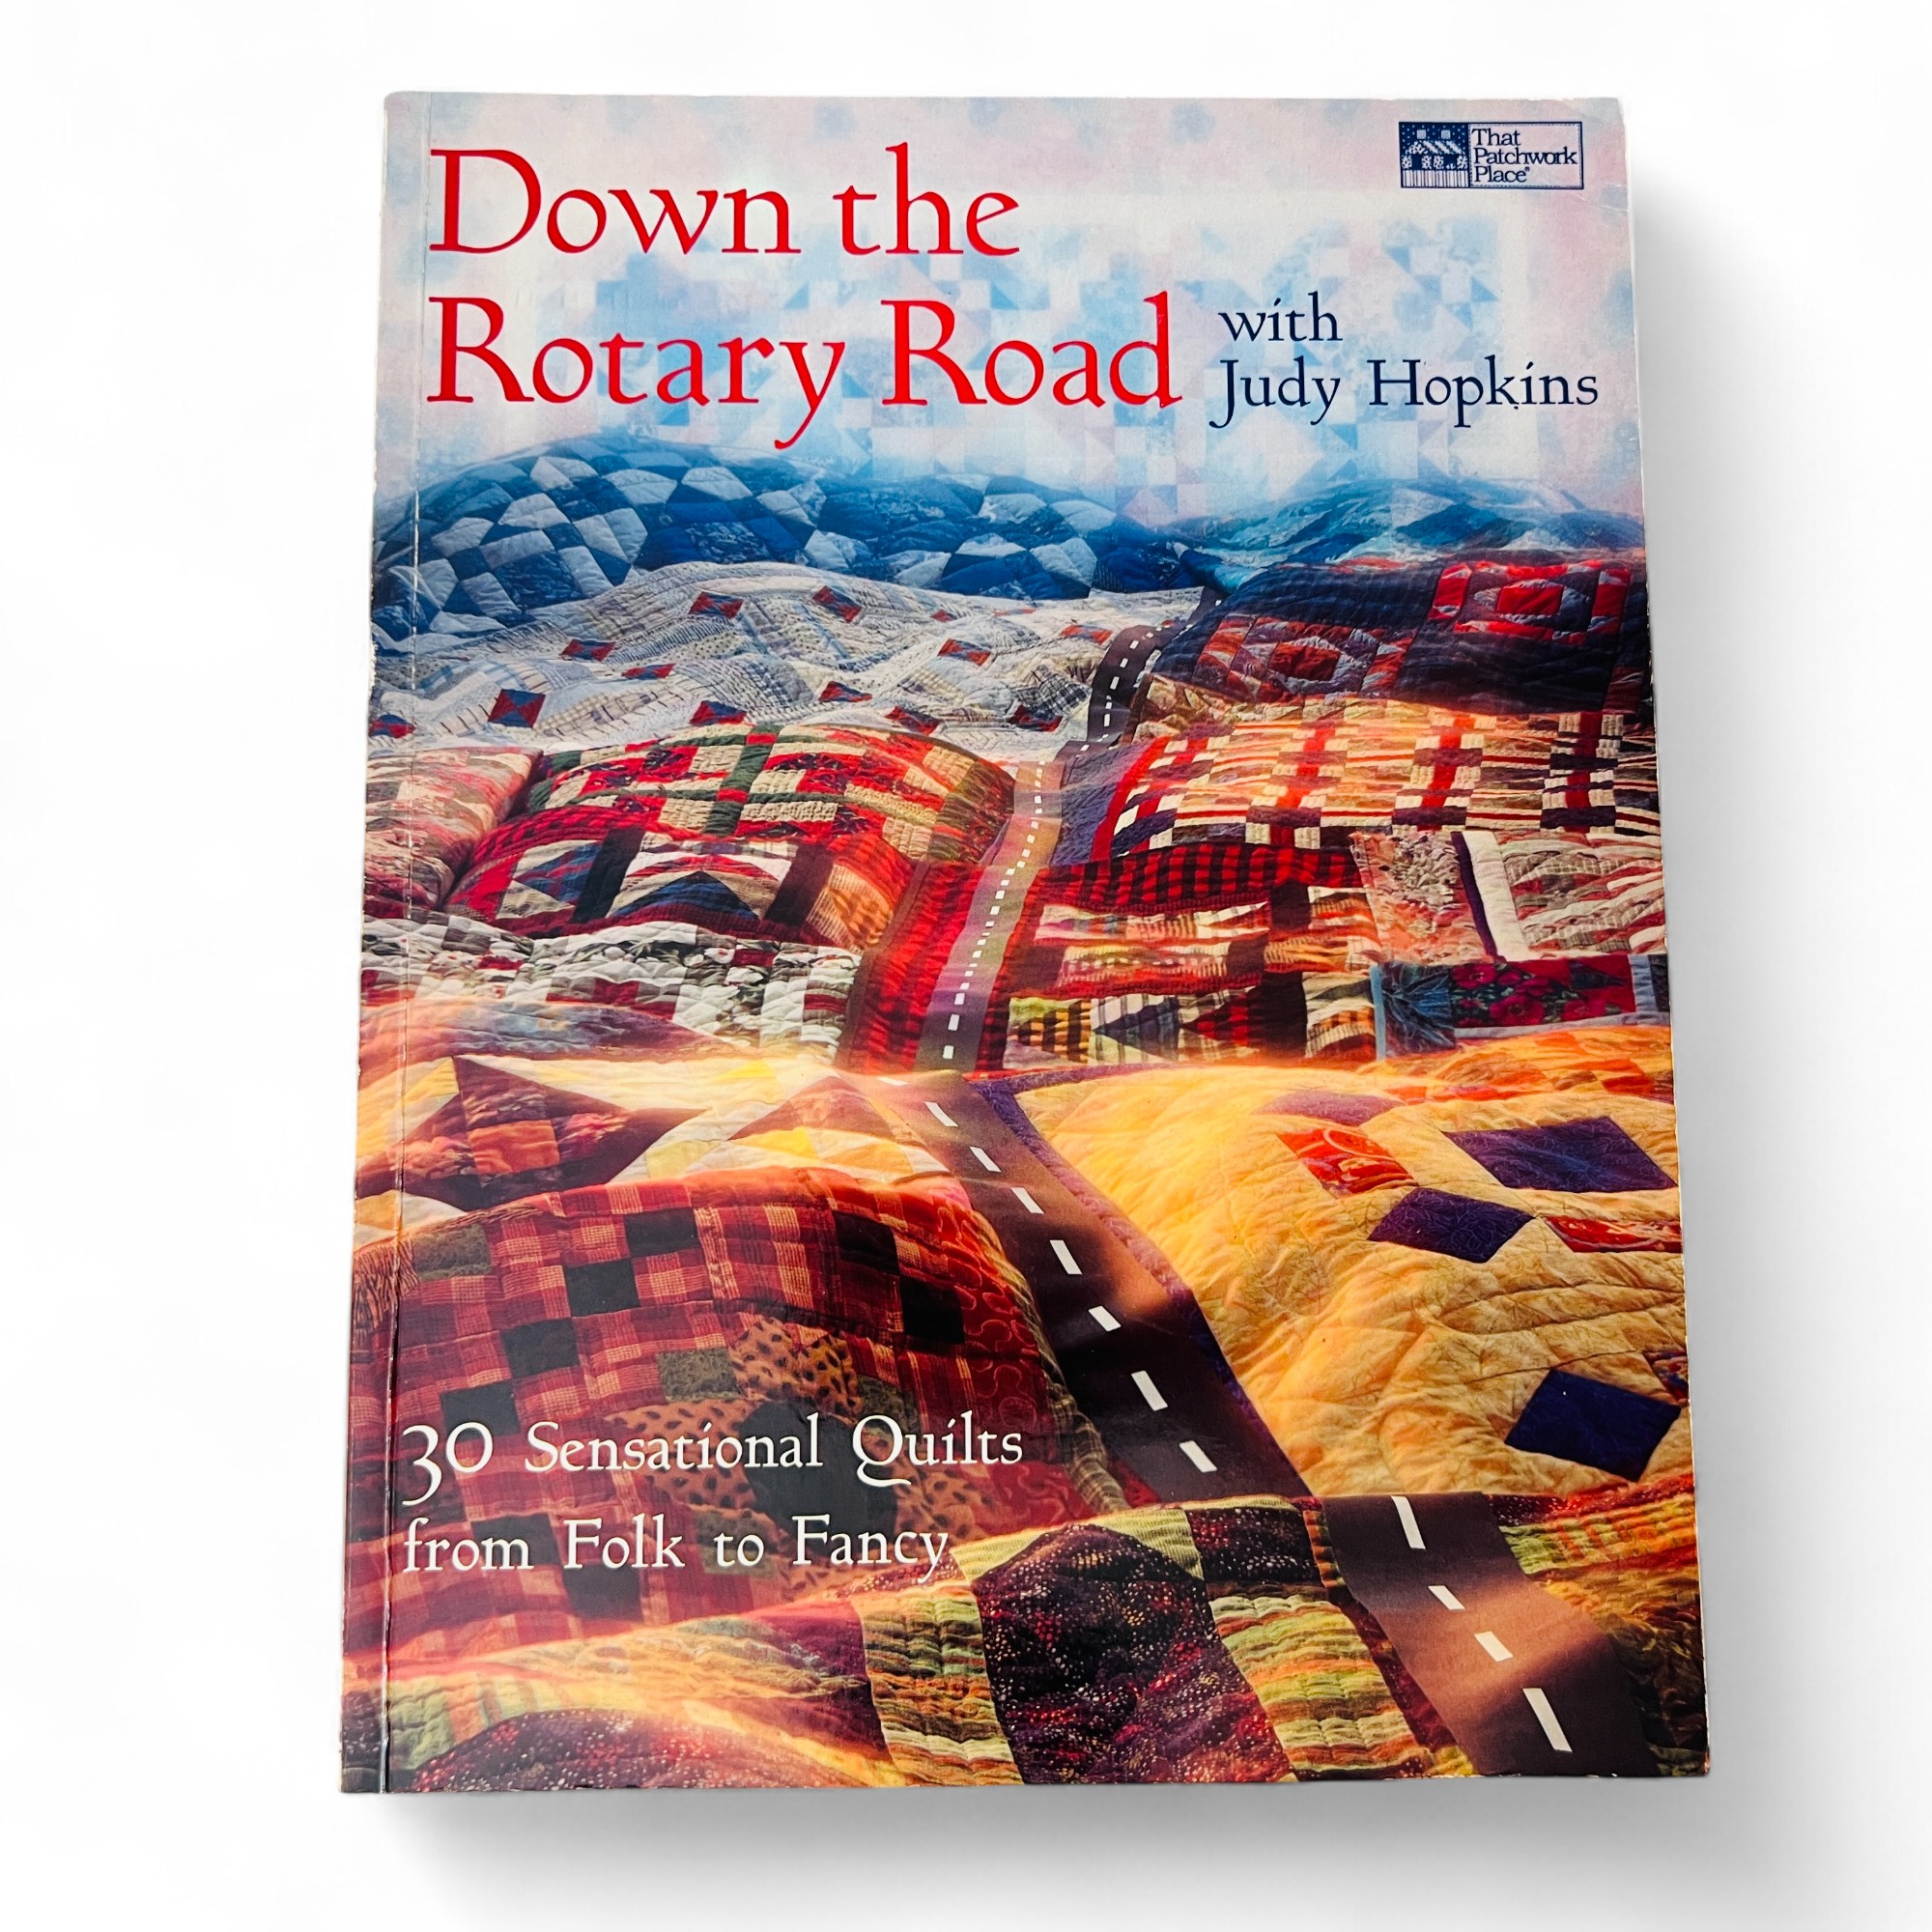 Down the
Rotary Road
with
Judy Hopkins
That
Patchwork
Place®
30 Sensational Quilts
from Folk to Fancy